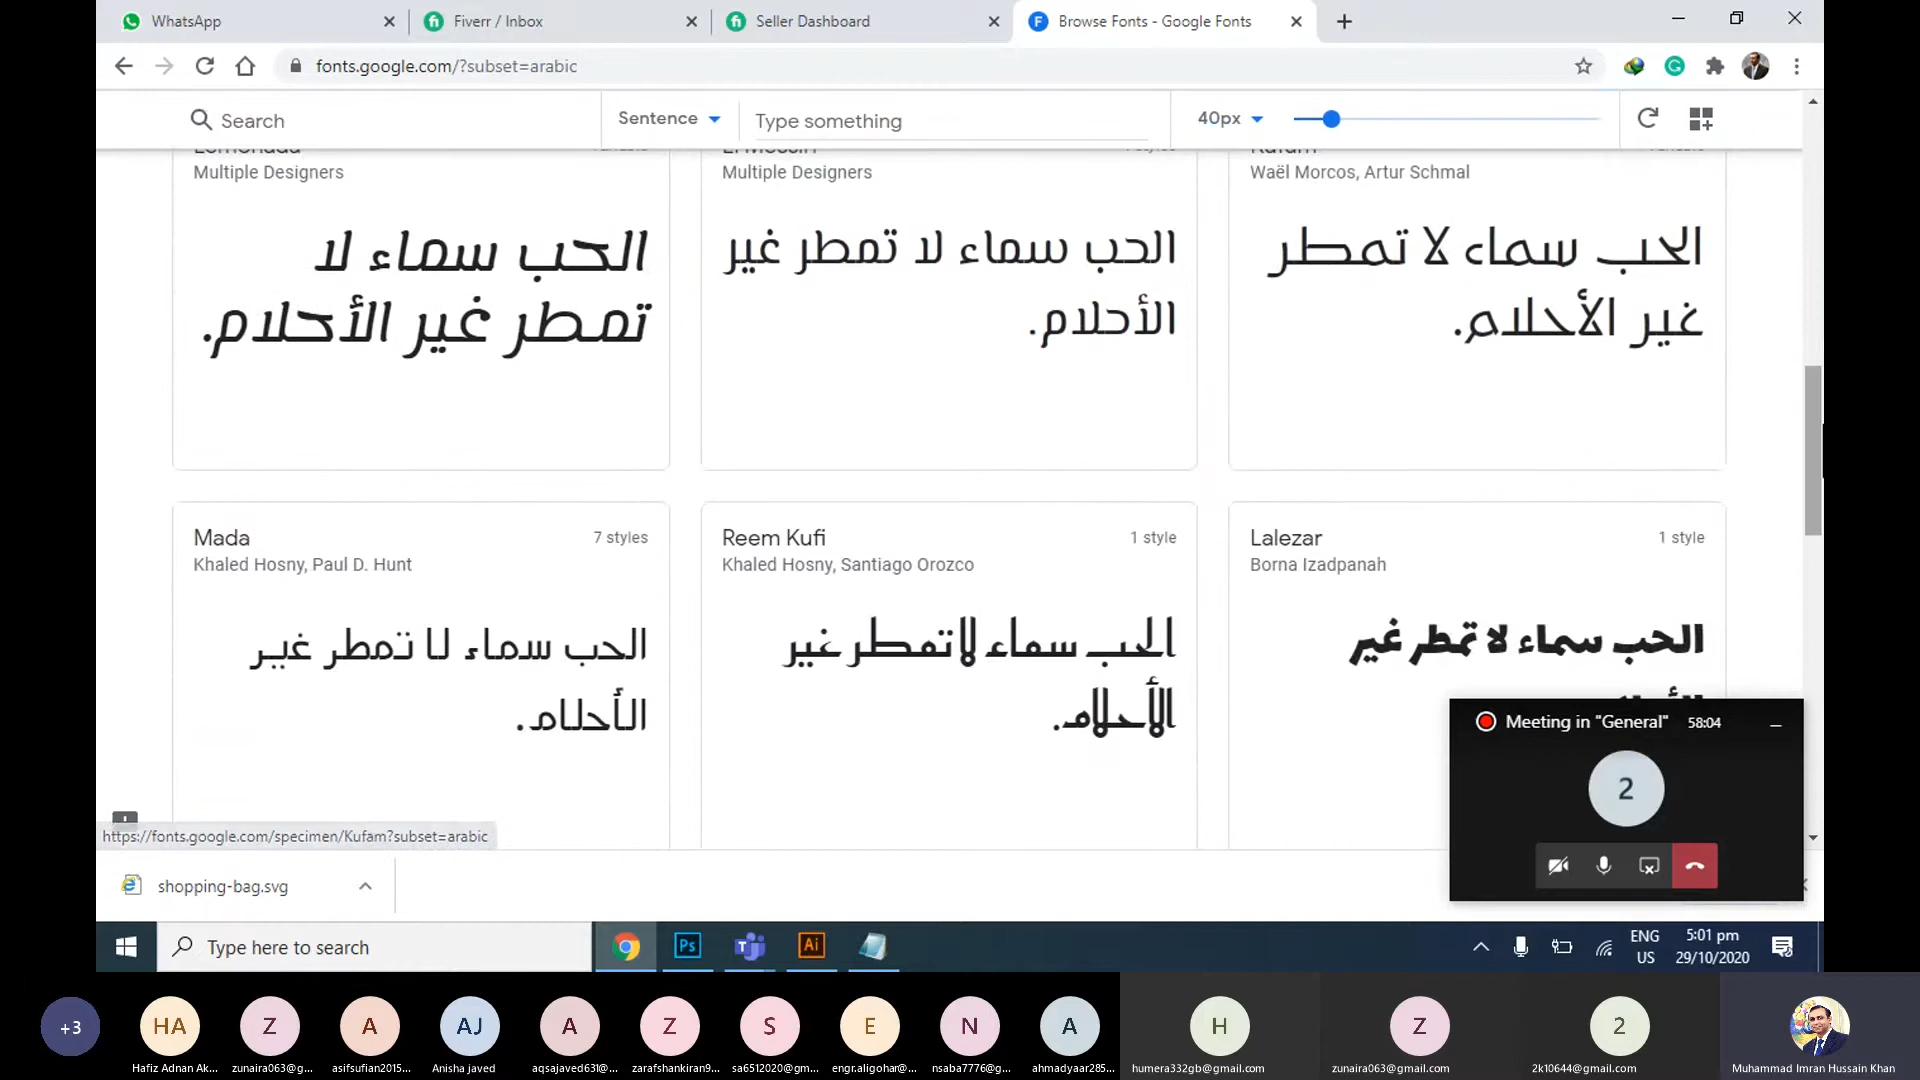 WhatsApp
Fiverr / Inbox
Seller Dashboard
Browse Fonts - Google Fonts
fonts.google.com/?subset=arabic
Search
Sentence
Type something
40px
Multiple Designers
Multiple Designers
Waël Morcos, Artur Schmal
الحب سماء لا
تمطر غير الأحلام.
الحب سماء لا تمطر غير
الأحلام.
الحب سماء لا تمطر
غير الأحلام.
Mada
7 styles
Khaled Hosny, Paul D. Hunt
الحب سماء لا تمطر غير
الأحلام.
Reem Kufi
1 style
Khaled Hosny, Santiago Orozco
الحب سماء لا تمطر غير
الأحلام.
Lalezar
1 style
Borna Izadpanah
الحب سماء لا تمطر غير
Meeting in "General"
58:04
2
https://fonts.google.com/specimen/Kufam?subset=arabic
shopping-bag.svg
Type here to search
Ps
Ai
ENG
US
5:01 pm
29/10/2020
+3
HA
Z
A
AJ
A
Z
S
E
N
A
H
Z
2
Hafiz Adnan Ak...
zunaira063@g...
asifsufian2015...
Anisha javed
aqsajaved631@...
zarafshankiran9...
sa6512020@gm...
engr.aligohar@...
nsaba7776@g...
ahmadyaar285...
humera332gb@gmail.com
zunaira063@gmail.com
2k10644@gmail.com
Muhammad Imran Hussain Khan